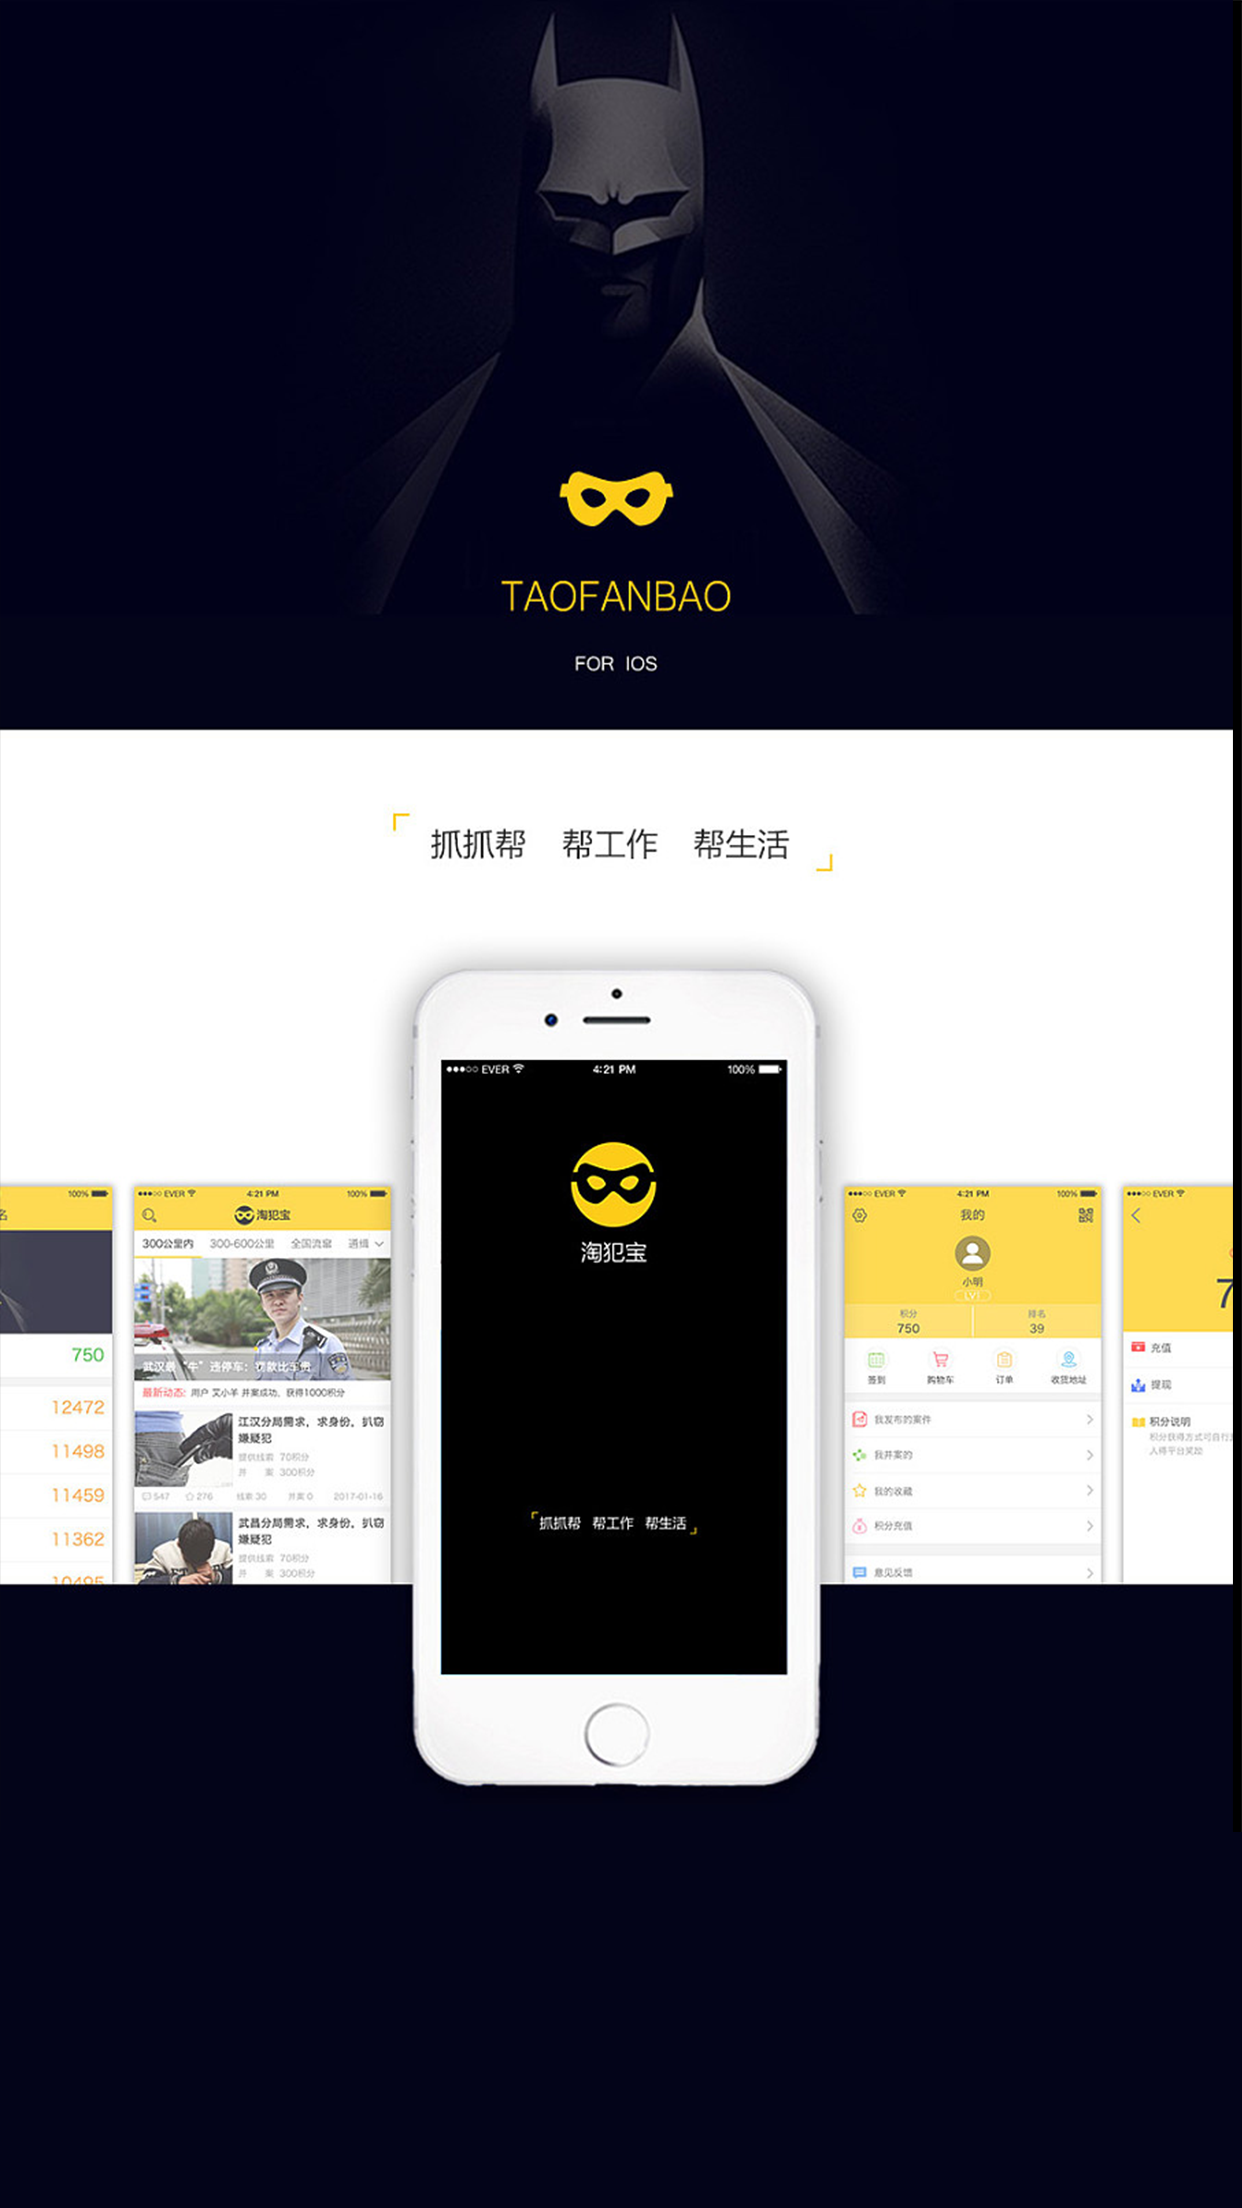 TAOFANBAO
FOR IOS
抓抓帮 帮工作 帮生活
EVER 4:21 PM 100%
淘犯宝
抓抓帮 帮工作 帮生活
100%
名
750
12472
11498
11459
11362
10495
EVER 4:21 PM 100%
淘犯宝
300公里内 300-600公里 全国流窜 通缉
武汉最“牛”违停车：罚款比车贵
最新动态: 用户 艾小羊 并案成功，获得1000积分
江汉分局需求，求身份，扒窃
嫌疑犯
提供线索 70积分
并 案 300积分
547 276 线索 30 并案 0 2017-01-16
武昌分局需求，求身份，扒窃
嫌疑犯
提供线索 70积分
并 案 300积分
EVER 4:21 PM 100%
我的
小明
LV1
积分 排名
750 39
签到 购物车 订单 收货地址
我发布的案件
我并案的
我的收藏
积分充值
意见反馈
EVER
7
充值
提现
积分说明
积分获得方式可自行
人将平台奖励